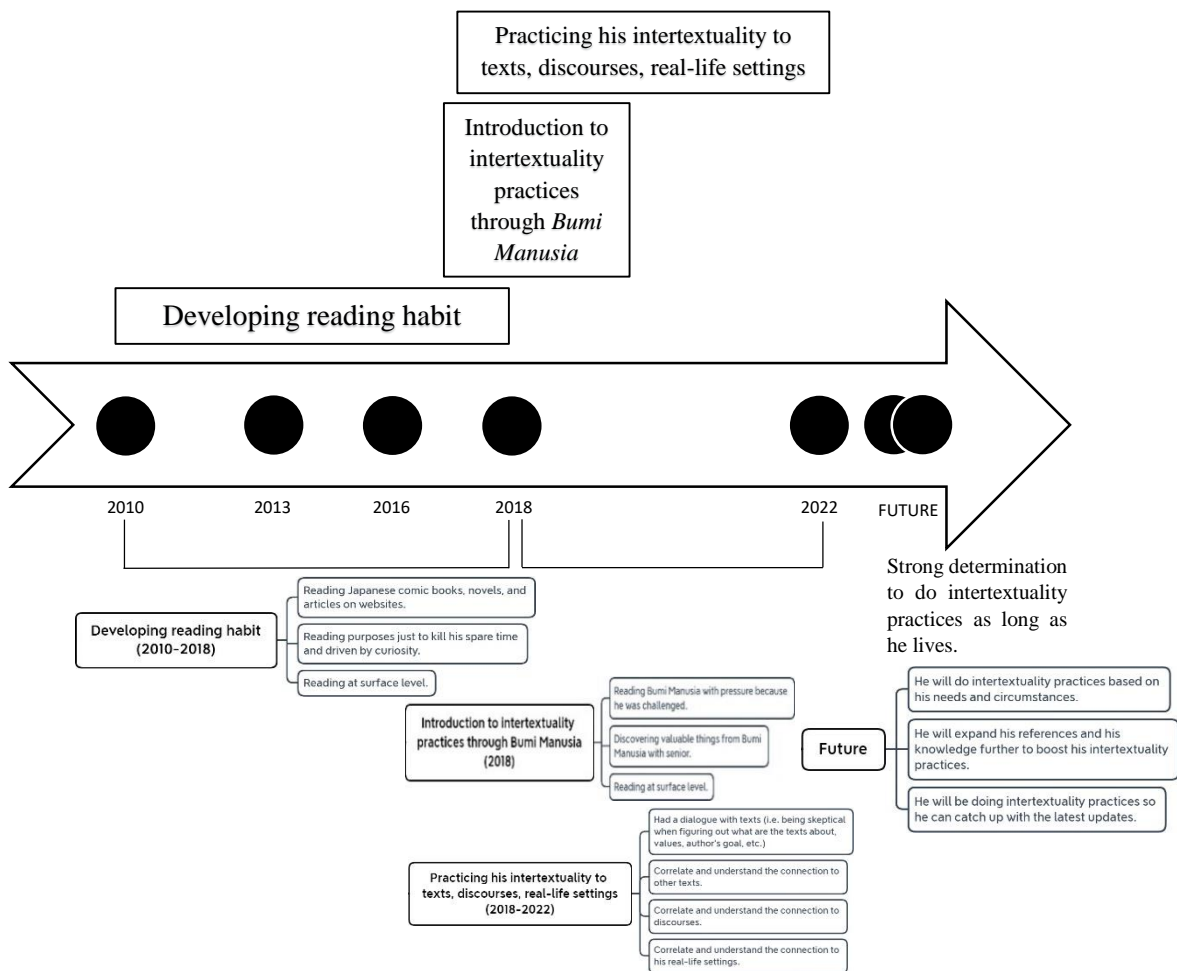 Practicing his intertextuality to
texts, discourses, real-life settings
Introduction to
intertextuality
practices
through Bumi
Manusia
Developing reading habit
2010
2013
2016
2018
2022
FUTURE
Strong determination
to do intertextuality
practices as long as
he lives.
Developing reading habit
(2010-2018)
Reading Japanese comic books, novels, and
articles on websites.
Reading purposes just to kill his spare time
and driven by curiosity.
Reading at surface level.
Introduction to intertextuality
practices through Bumi Manusia
(2018)
Reading Bumi Manusia with pressure because
he was challenged.
Discovering valuable things from Bumi
Manusia with senior.
Reading at surface level.
Future
He will do intertextuality practices based on
his needs and circumstances.
He will expand his references and his
knowledge further to boost his intertextuality
practices.
He will be doing intertextuality practices so
he can catch up with the latest updates.
Practicing his intertextuality to
texts, discourses, real-life settings
(2018-2022)
Had a dialogue with texts (i.e. being skeptical
when figuring out what are the texts about,
values, author's goal, etc.)
Correlate and understand the connection to
other texts.
Correlate and understand the connection to
discourses.
Correlate and understand the connection to
his real-life settings.